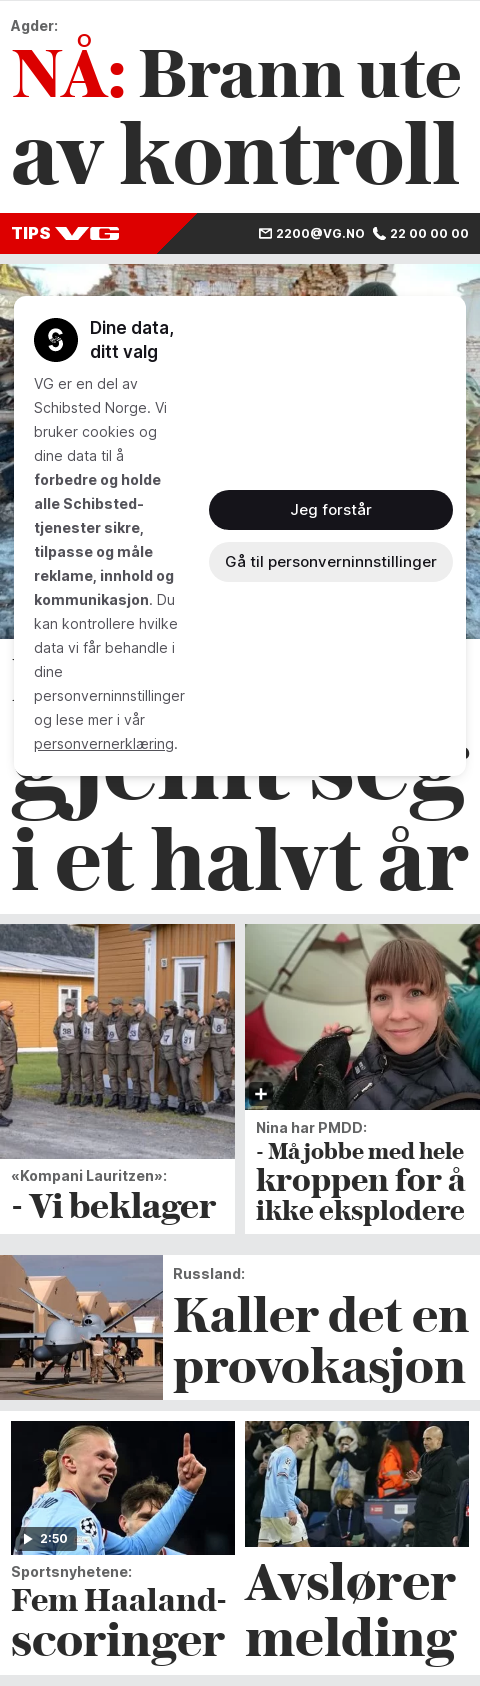 Agder:
NÅ: Brann ute
av kontroll
TIPS VG
2200@VG.NO 22 00 00 00
Dine data,
ditt valg
VG er en del av
Schibsted Norge. Vi
bruker cookies og
dine data til å
forbedre og holde
alle Schibsted-
tjenester sikre,
tilpasse og måle
reklame, innhold og
kommunikasjon. Du
kan kontrollere hvilke
data vi får behandle i
dine
personverninnstillinger
og lese mer i vår
personvernerklæring.
Jeg forstår
Gå til personverninnstillinger
gjemt seg
i et halvt år
«Kompani Lauritzen»:
- Vi beklager
Nina har PMDD:
- Må jobbe med hele
kroppen for å
ikke eksplodere
Russland:
Kaller det en
provokasjon
2:50
Sportsnyhetene:
Fem Haaland-
scoringer
Avslører
melding